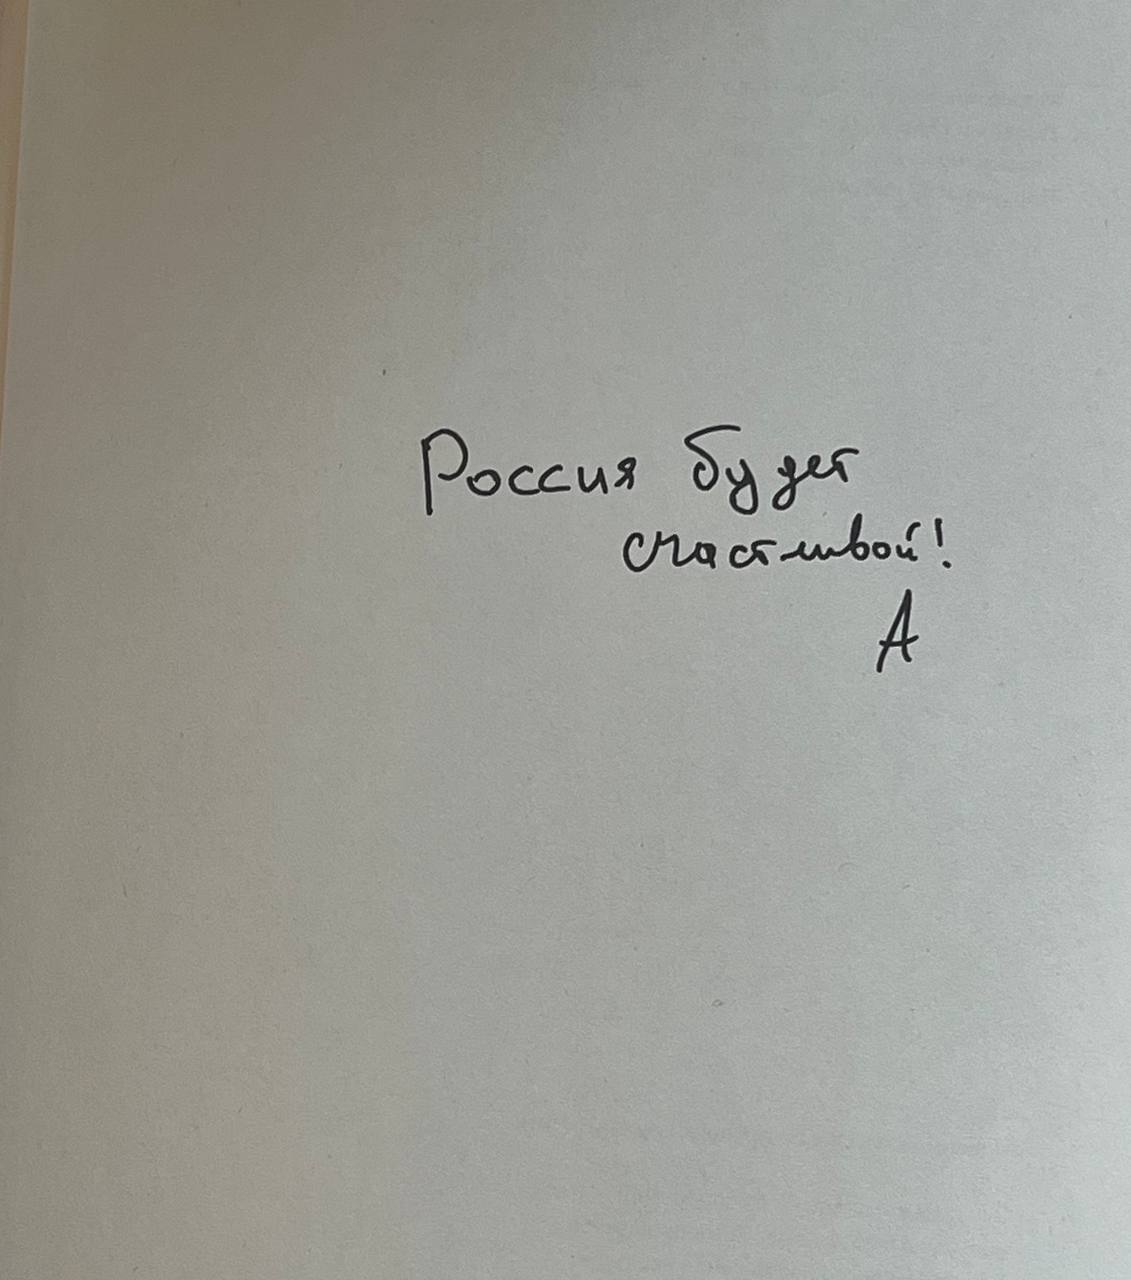 Россия будет
счастливой!
А